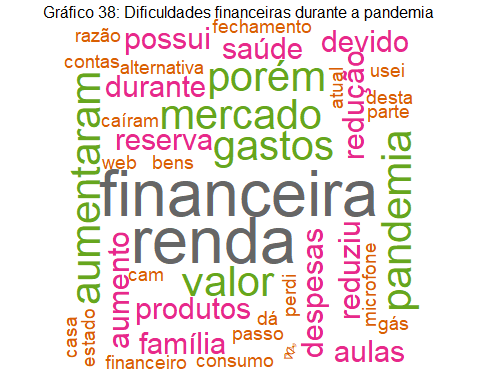 Gráfico 38: Dificuldades financeiras durante a pandemia
razão
possui
fechamento
saúde
devido
contas
alternativa
porém
atual
redução
usei
durante
desta
parte
aumentaram
caíram
mercado
reserva
gastos
web
bens
pandemia
financeira
renda
aumento
cam
valor
perdi
despesas
reduziu
microfone
casa
estado
produtos
dá
passo
gás
família
financeiro
consumo
aulas